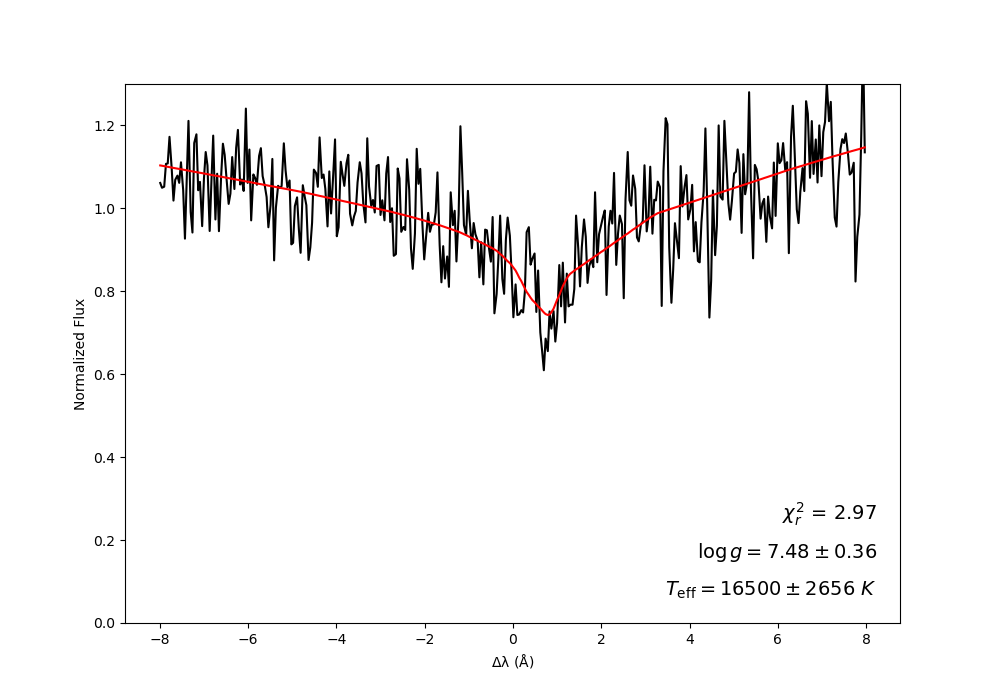 1.2
1.0
0.8
0.6
0.4
0.2
0.0
Normalized Flux
χ²ᵣ = 2.97
log g = 7.48 ± 0.36
T_eff = 16500 ± 2656 K
−8 −6 −4 −2 0 2 4 6 8
Δλ (Å)